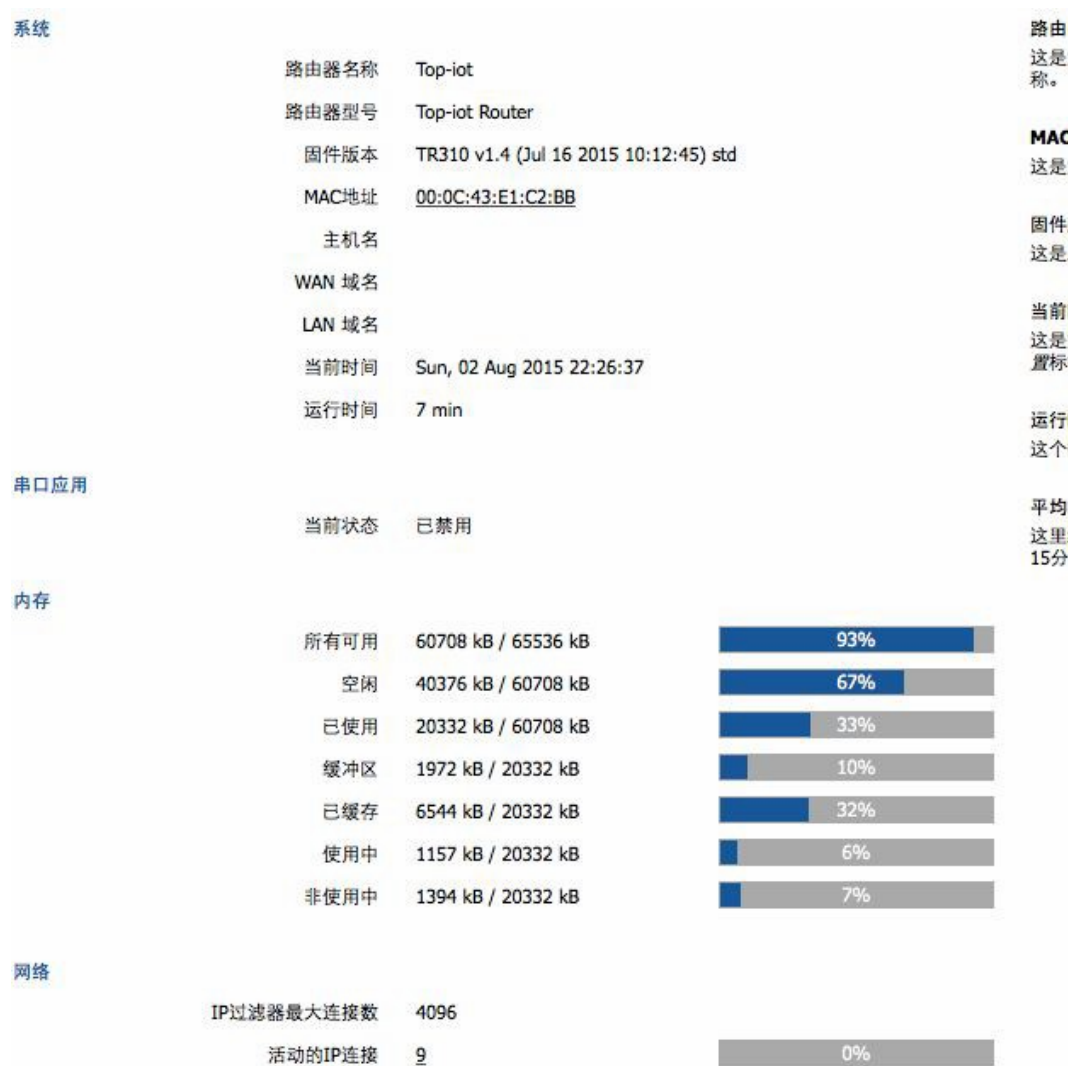 系统
路由器名称 Top-iot
路由器型号 Top-iot Router
固件版本 TR310 v1.4 (Jul 16 2015 10:12:45) std
MAC地址 00:0C:43:E1:C2:BB
主机名
WAN 域名
LAN 域名
当前时间 Sun, 02 Aug 2015 22:26:37
运行时间 7 min
串口应用
当前状态 已禁用
内存
所有可用 60708 kB / 65536 kB 93%
空闲 40376 kB / 60708 kB 67%
已使用 20332 kB / 60708 kB 33%
缓冲区 1972 kB / 20332 kB 10%
已缓存 6544 kB / 20332 kB 32%
使用中 1157 kB / 20332 kB 6%
非使用中 1394 kB / 20332 kB 7%
网络
IP过滤器最大连接数 4096
活动的IP连接 9 0%
路由
这是
称。
MAC
这是
固件
这是
当前
这是
置标
运行
这个
平均
这里
15分